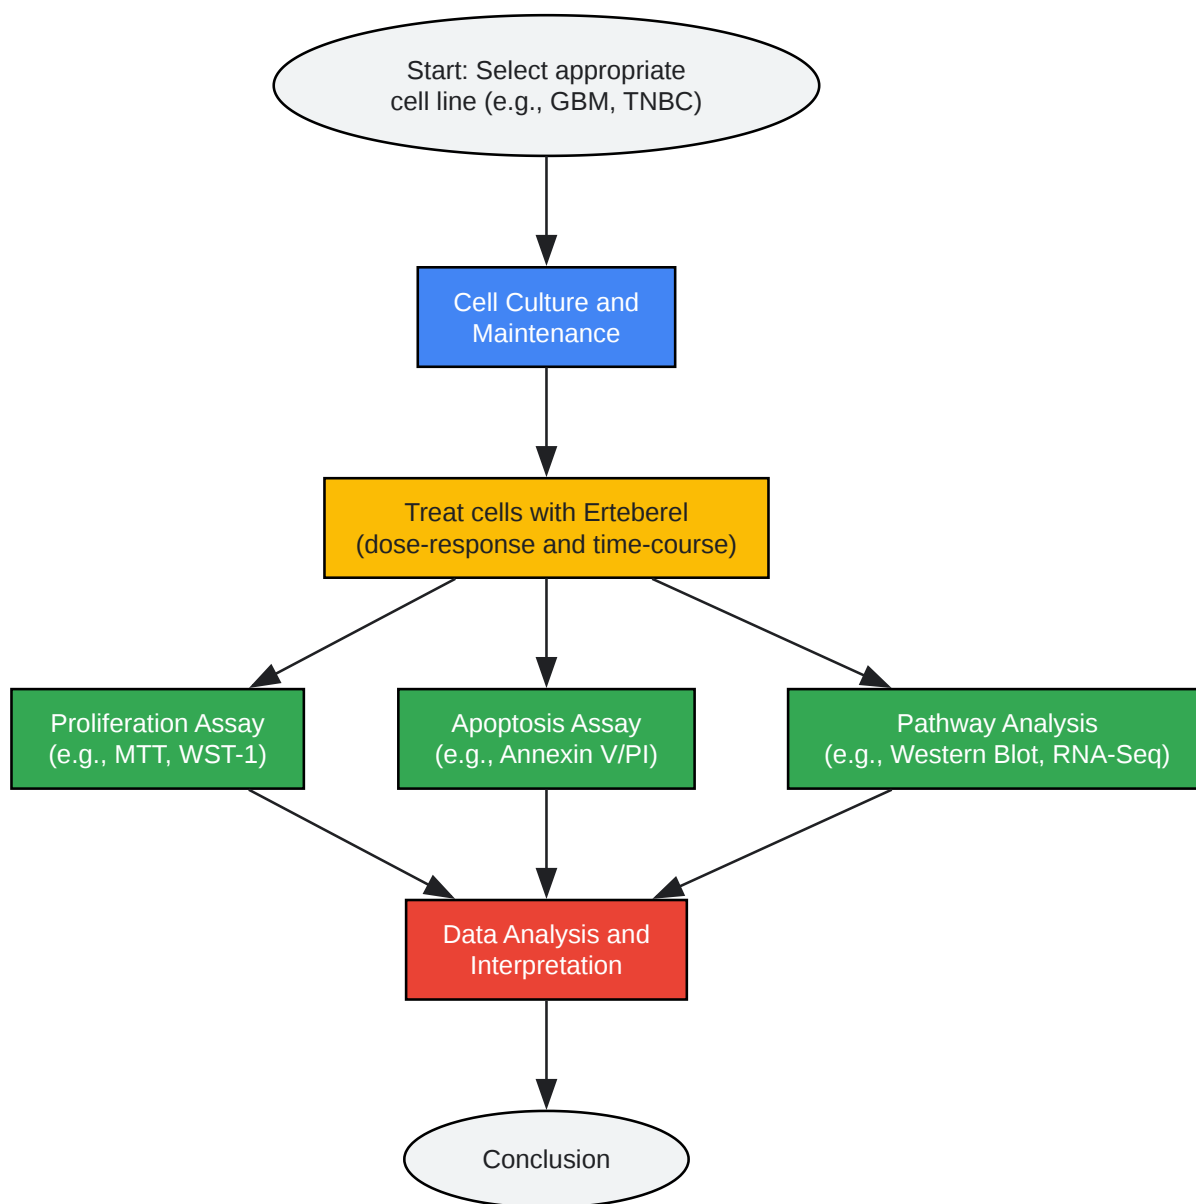 Start: Select appropriate
cell line (e.g., GBM, TNBC)
Cell Culture and
Maintenance
Treat cells with Erteberel
(dose-response and time-course)
Proliferation Assay
(e.g., MTT, WST-1)
Apoptosis Assay
(e.g., Annexin V/PI)
Pathway Analysis
(e.g., Western Blot, RNA-Seq)
Data Analysis and
Interpretation
Conclusion